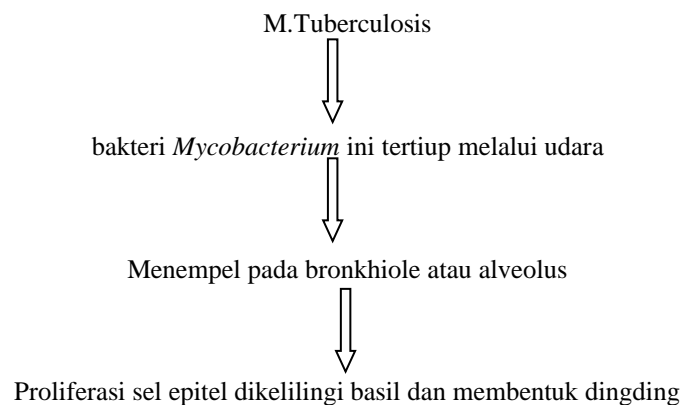 M.Tuberculosis
bakteri Mycobacterium ini tertiup melalui udara
Menempel pada bronkhiole atau alveolus
Proliferasi sel epitel dikelilingi basil dan membentuk dingding